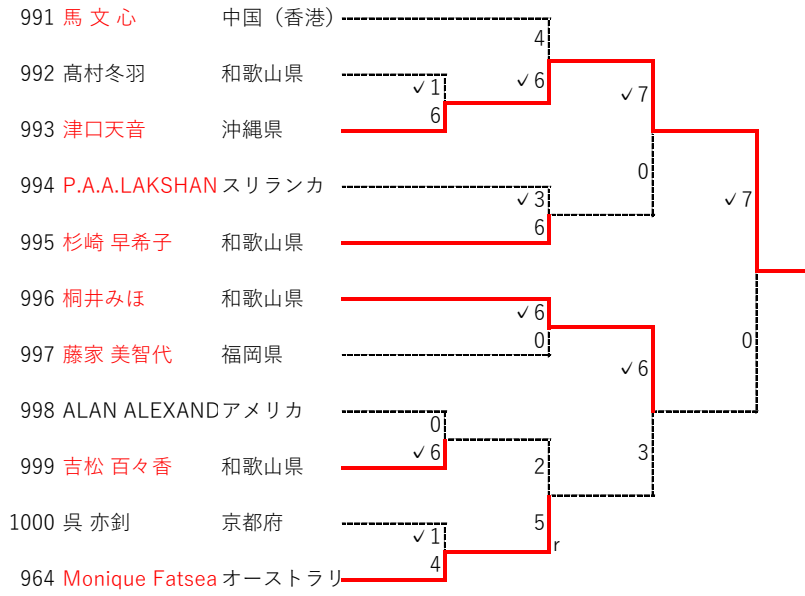 991 馬 文 心 中国（香港）
4
992 髙村冬羽 和歌山県
✓1
✓6
✓7
6
993 津口天音 沖縄県
0
994 P.A.A.LAKSHAN スリランカ
✓3
✓7
6
995 杉崎 早希子 和歌山県
996 桐井みほ 和歌山県
✓6
0
0
997 藤家 美智代 福岡県
✓6
998 ALAN ALEXAND アメリカ
0
✓6
3
999 吉松 百々香 和歌山県
2
1000 呉 亦釗 京都府
5
✓1
r
4
964 Monique Fatsea オーストラリ